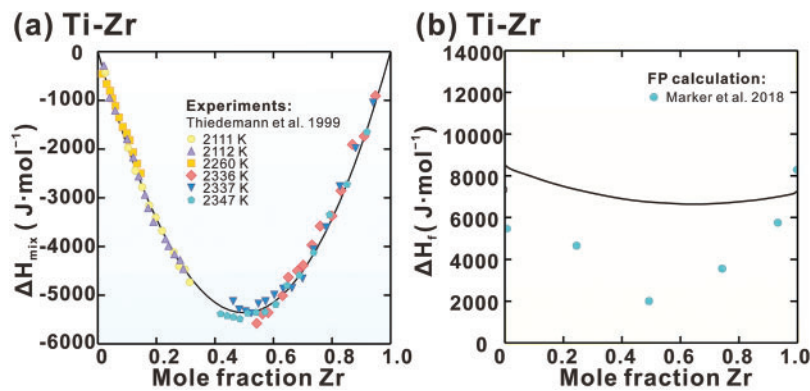 (a) Ti-Zr
0
-1000
-2000
-3000
-4000
-5000
-6000
ΔHmix ( J·mol⁻¹)
Experiments:
Thiedemann et al. 1999
2111 K
2112 K
2260 K
2336 K
2337 K
2347 K
0 0.2 0.4 0.6 0.8 1.0
Mole fraction Zr
(b) Ti-Zr
14000
12000
10000
8000
6000
4000
2000
0
ΔHf ( J·mol⁻¹)
FP calculation:
Marker et al. 2018
0 0.2 0.4 0.6 0.8 1.0
Mole fraction Zr